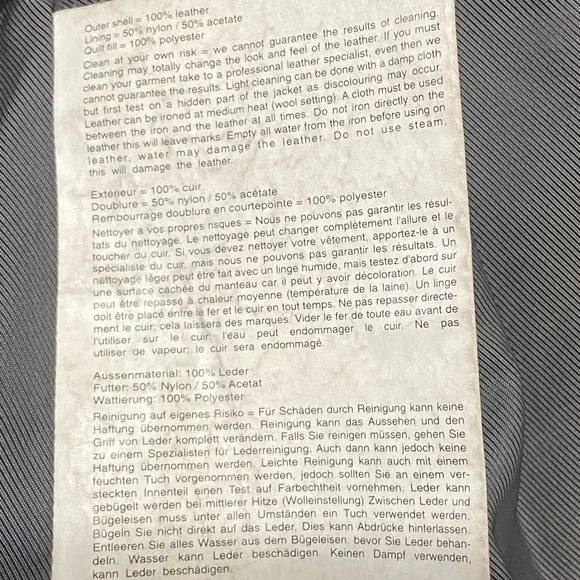 Outer shell = 100% leather
Lining = 50% nylon / 50% acetate
Quilt fill = 100% polyester
Clean at your own risk = we cannot guarantee the results of cleaning.
Cleaning may totally change the look and feel of the leather. If you must
clean your garment take to a professional leather specialist, even then we
cannot guarantee the results. Light cleaning can be done with a damp cloth
but first test on a hidden part of the jacket as discolouring may occur.
Leather can be ironed at medium heat (wool setting). A cloth must be used
between the iron and the leather at all times. Do not iron directly on the
leather this will leave marks. Empty all water from the iron before using on
leather, water may damage the leather. Do not use steam,
this will damage the leather.
Extérieur = 100% cuir
Doublure = 50% nylon / 50% acétate
Rembourrage doublure en courtepointe = 100% polyester
Nettoyer a vos propres risques = Nous ne pouvons pas garantir les résul-
tats du nettoyage. Le nettoyage peut changer complètement l'allure et le
toucher du cuir. Si vous devez nettoyer votre vêtement, apportez-le à un
spécialiste du cuir, mais nous ne pouvons pas garantir les résultats. Un
nettoyage léger peut être fait avec un linge humide, mais testez d'abord sur
une surface cachée du manteau car il peut y avoir décoloration. Le cuir
peut être repassé à chaleur moyenne (température de la laine). Un linge
doit être placé entre le fer et le cuir en tout temps. Ne pas repasser directe-
ment le cuir; cela laissera des marques. Vider le fer de toute eau avant de
l'utiliser sur le cuir, l'eau peut endommager le cuir. Ne pas
utiliser de vapeur; le cuir sera endommagé.
Aussenmaterial: 100% Leder
Futter: 50% Nylon / 50% Acetat
Wattierung: 100% Polyester
Reinigung auf eigenes Risiko = Für Schäden durch Reinigung kann keine
Haftung übernommen werden. Reinigung kann das Aussehen und den
Griff von Leder komplett verändern. Falls Sie reinigen müssen, gehen Sie
zu einem Spezialisten für Lederreinigung. Auch dann kann jedoch keine
Haftung übernommen werden. Leichte Reinigung kann auch mit einem
feuchten Tuch vorgenommen werden, jedoch sollten Sie an einem ver-
steckten Innenteil einen Test auf Farbechtheit vornehmen. Leder kann
gebügelt werden bei mittlerer Hitze (Wolleinstellung) Zwischen Leder und
Bügeleisen muss unter allen Umständen ein Tuch verwendet werden.
Bügeln Sie nicht direkt auf das Leder. Dies kann Abdrücke hinterlassen.
Entleeren Sie alles Wasser aus dem Bügeleisen, bevor Sie Leder behan-
deln. Wasser kann Leder beschädigen. Keinen Dampf verwenden,
kann Leder beschädigen.